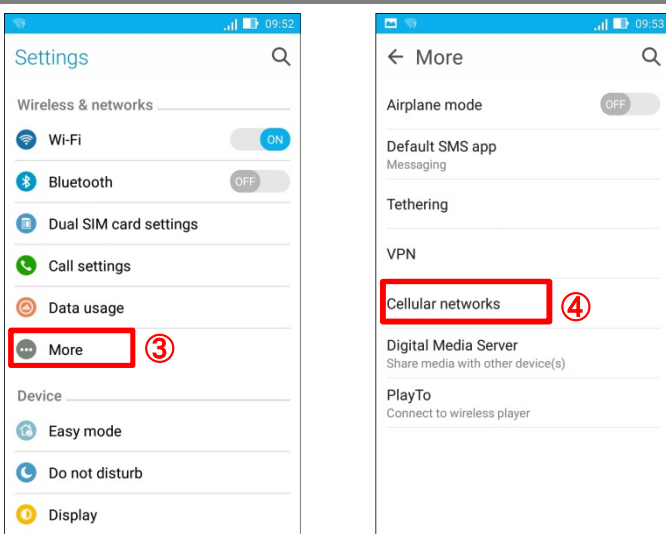 09:52
Settings
Wireless & networks
Wi-Fi
ON
Bluetooth
OFF
Dual SIM card settings
Call settings
Data usage
More
③
Device
Easy mode
Do not disturb
Display
09:53
More
Airplane mode
OFF
Default SMS app
Messaging
Tethering
VPN
Cellular networks
④
Digital Media Server
Share media with other device(s)
PlayTo
Connect to wireless player